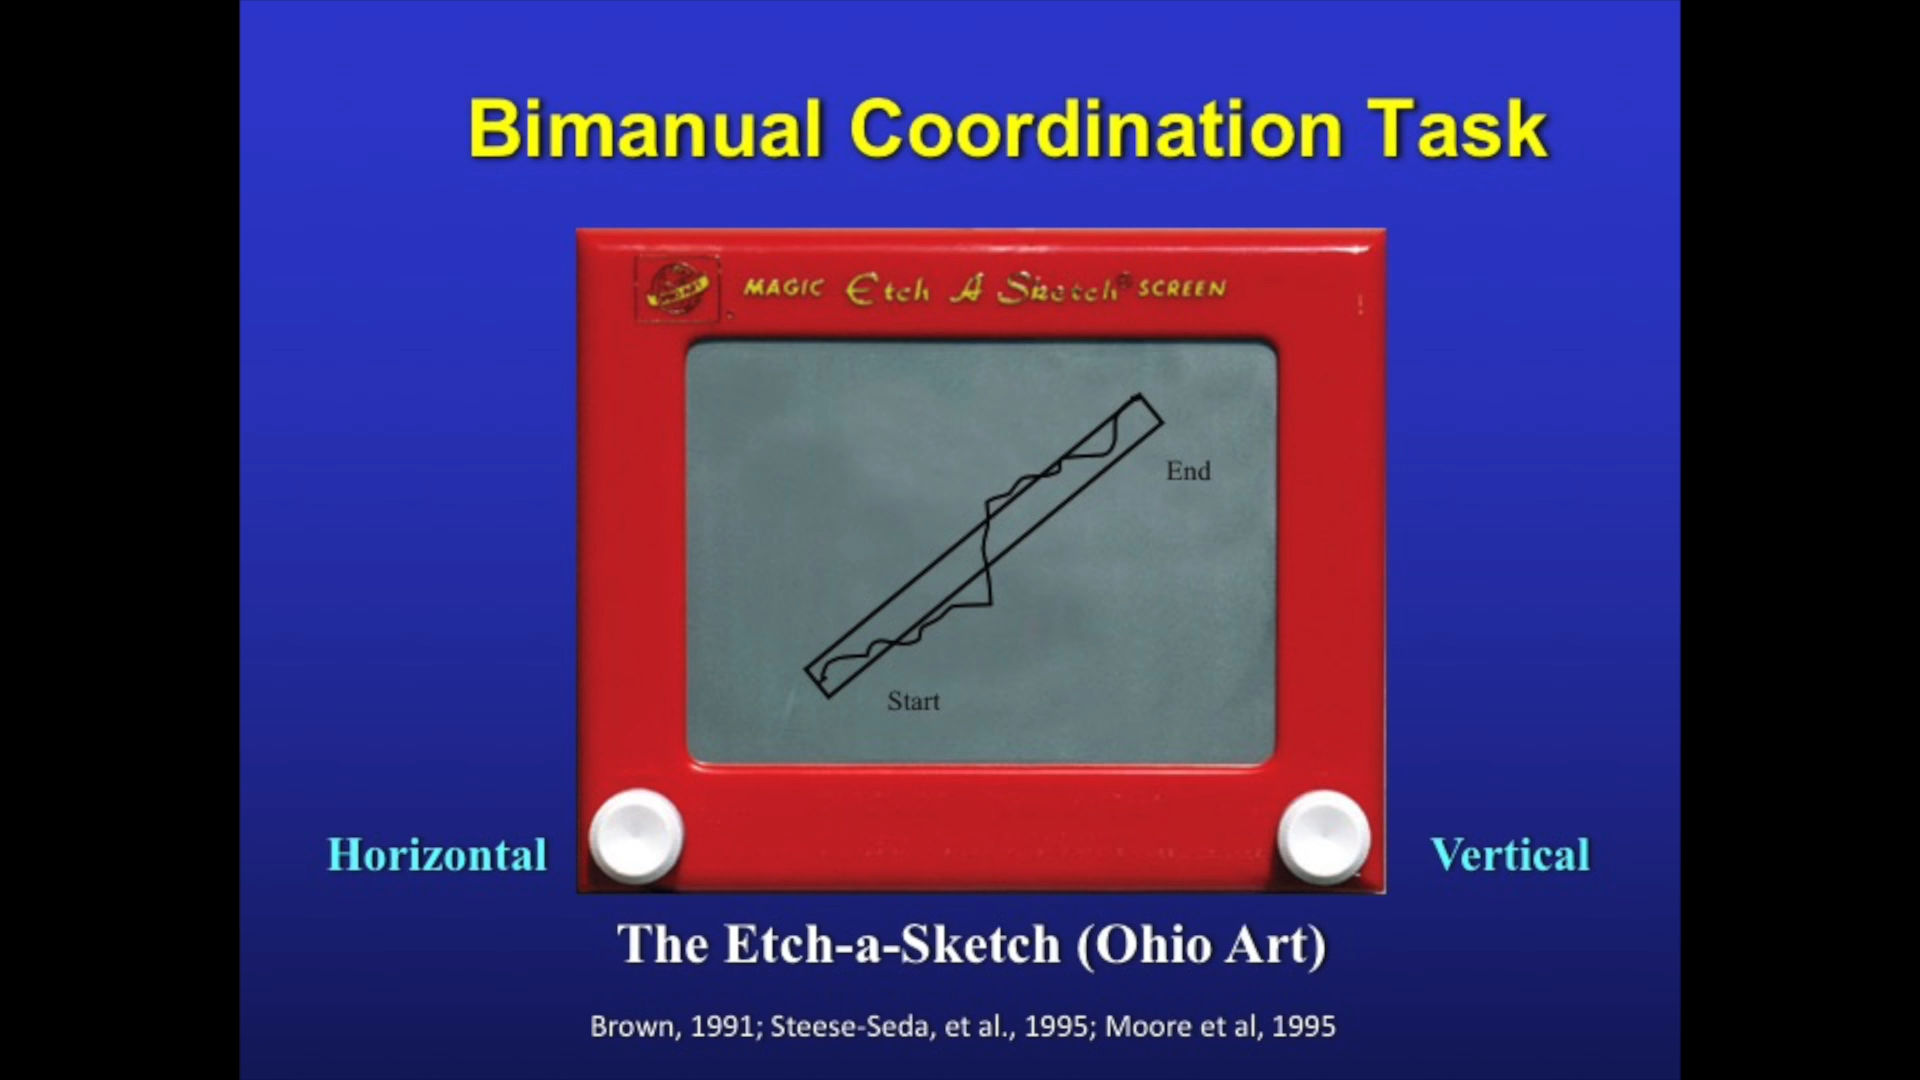 Bimanual Coordination Task
MAGIC Etch A Sketch® SCREEN
End
Start
Horizontal
Vertical
The Etch-a-Sketch (Ohio Art)
Brown, 1991; Steese-Seda, et al., 1995; Moore et al, 1995